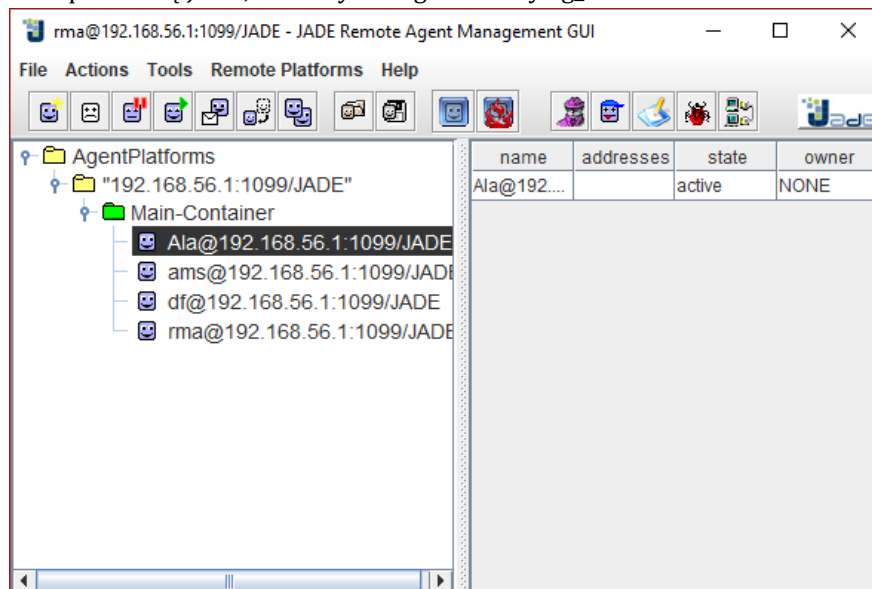 rma@192.168.56.1:1099/JADE - JADE Remote Agent Management GUI
File Actions Tools Remote Platforms Help
Jade
AgentPlatforms
"192.168.56.1:1099/JADE"
Main-Container
Ala@192.168.56.1:1099/JADE
ams@192.168.56.1:1099/JADE
df@192.168.56.1:1099/JADE
rma@192.168.56.1:1099/JADE
name addresses state owner
Ala@192.... active NONE